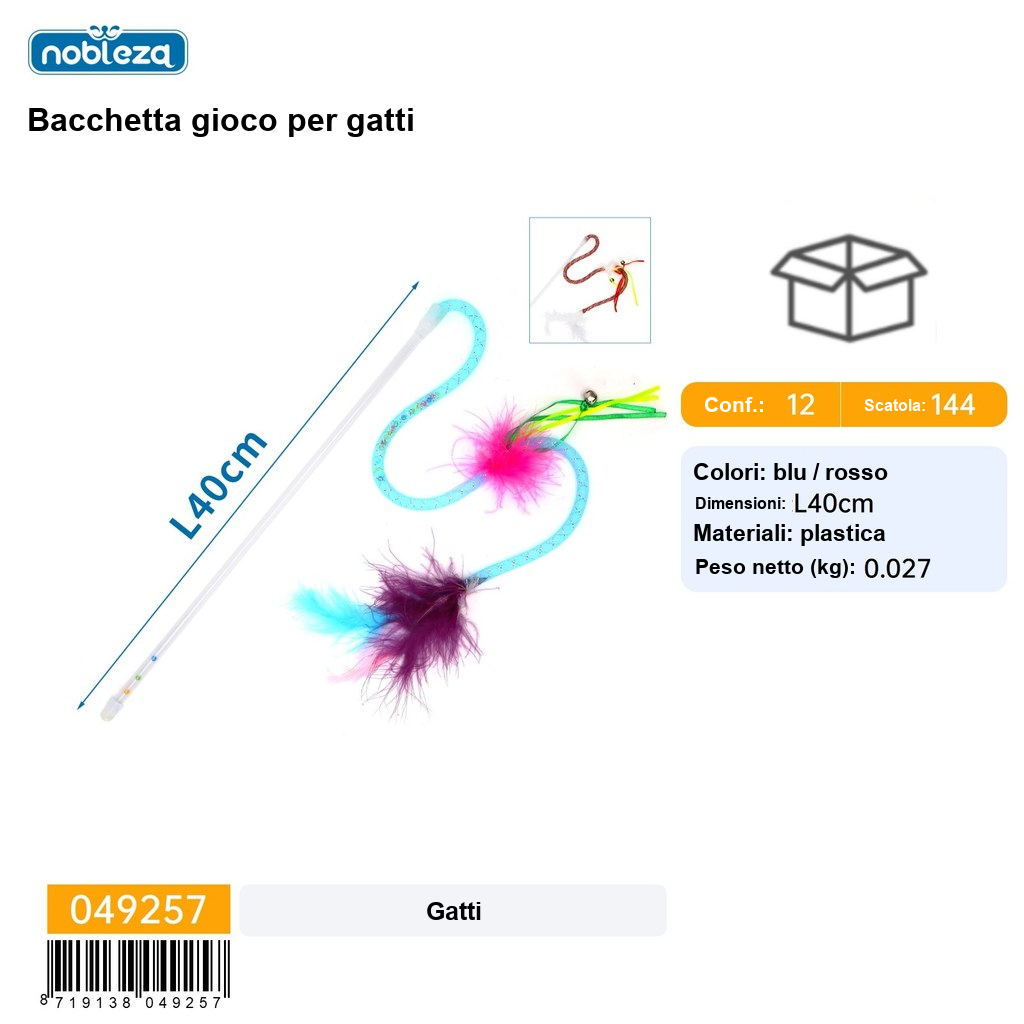 nobleza
Bacchetta gioco per gatti
L40cm
Conf.: 12 Scatola: 144
Colori: blu / rosso
Dimensioni: L40cm
Materiali: plastica
Peso netto (kg): 0.027
049257
Gatti
8 719138 049257